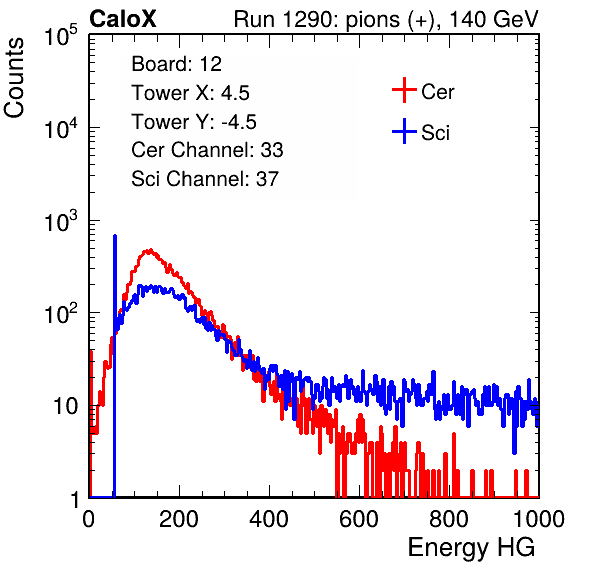 CaloX Run 1290: pions (+), 140 GeV
Counts
Board: 12
Tower X: 4.5
Tower Y: -4.5
Cer Channel: 33
Sci Channel: 37
Cer
Sci
10^5
10^4
10^3
10^2
10
1
0 200 400 600 800 1000
Energy HG